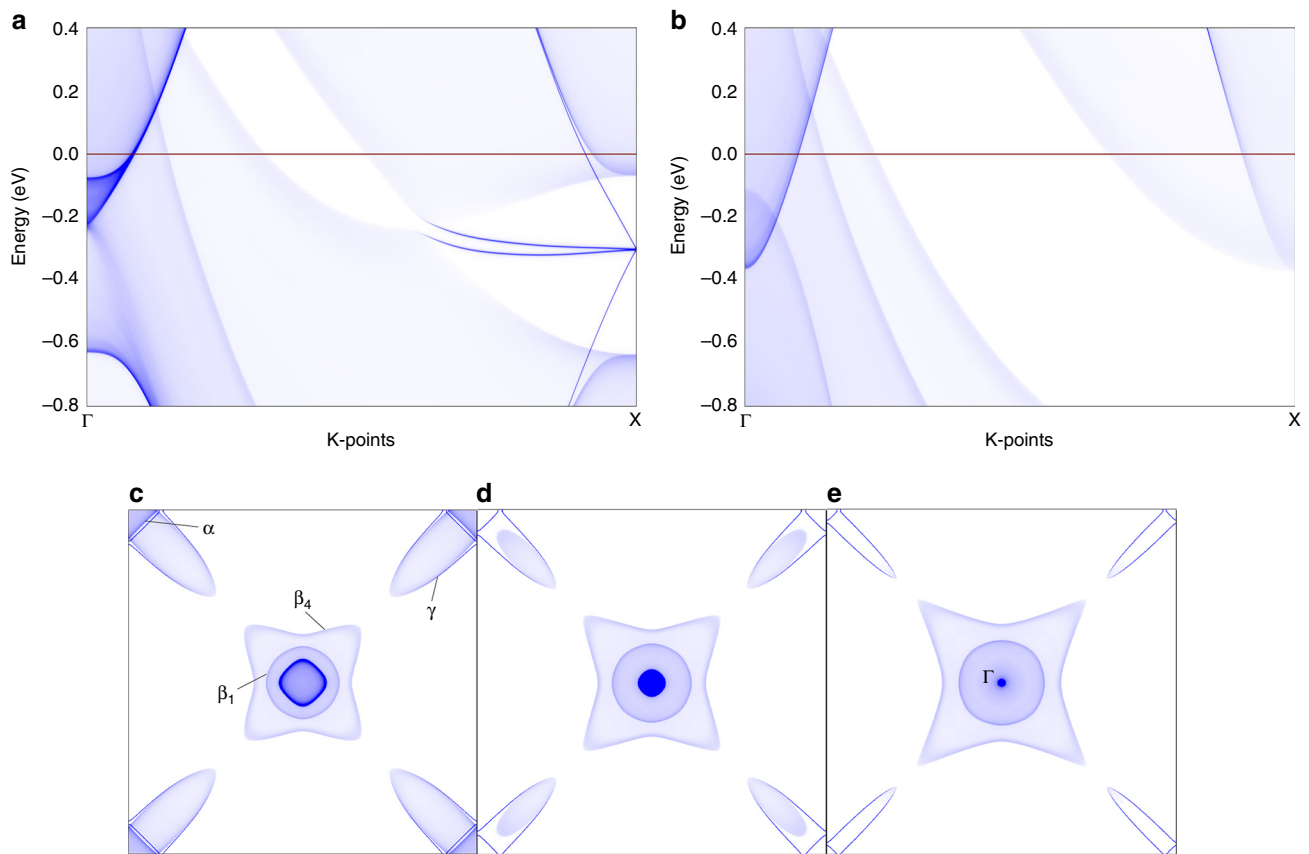 a
b
0.4
0.2
0.0
–0.2
–0.4
–0.6
–0.8
Energy (eV)
Γ
X
K-points
0.4
0.2
0.0
–0.2
–0.4
–0.6
–0.8
Energy (eV)
Γ
X
K-points
c
d
e
α
β4
γ
β1
Γ